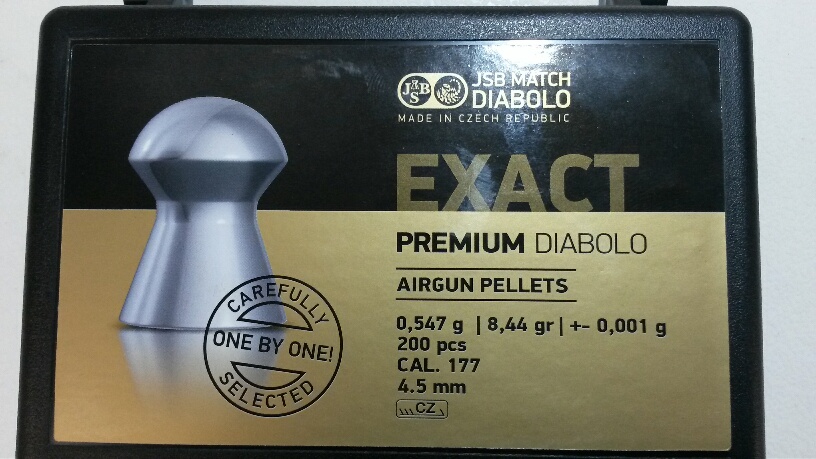 JSB
JSB MATCH
DIABOLO
MADE IN CZECH REPUBLIC
EXACT
PREMIUM DIABOLO
AIRGUN PELLETS
0,547 g | 8,44 gr | +- 0,001 g
200 pcs
CAL. 177
4.5 mm
CZ
CAREFULLY
ONE BY ONE!
SELECTED